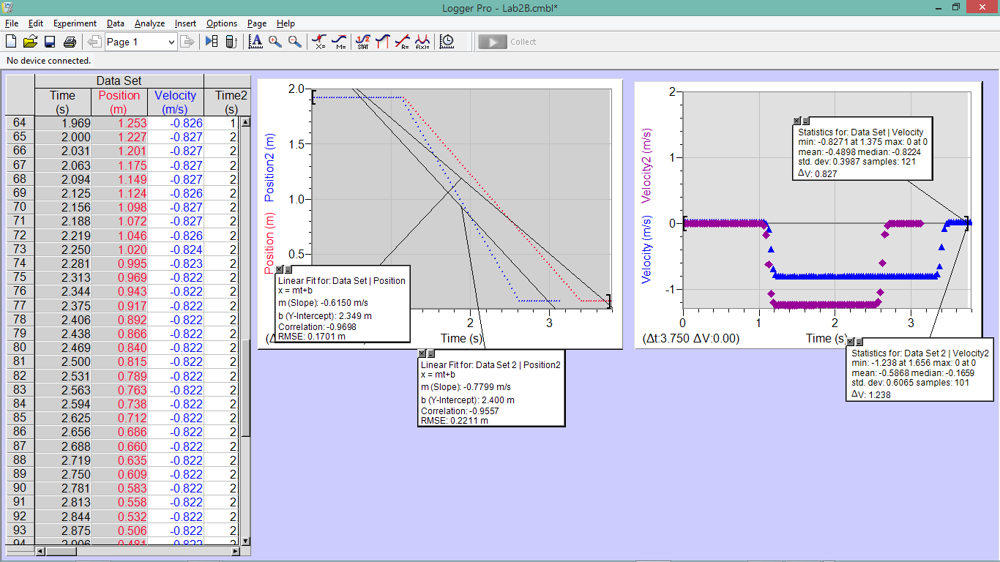 Logger Pro - Lab2B.cmbl*
File Edit Experiment Data Analyze Insert Options Page Help
Page 1
A X= M= 1/2 STAT R= f(x)=
Collect
No device connected.
Data Set
Time (s) Position (m) Velocity (m/s) Time2 (s)
64 1.969 1.253 -0.826 1
65 2.000 1.227 -0.827 2
66 2.031 1.201 -0.827 2
67 2.063 1.175 -0.827 2
68 2.094 1.149 -0.827 2
69 2.125 1.124 -0.826 2
70 2.156 1.098 -0.827 2
71 2.188 1.072 -0.827 2
72 2.219 1.046 -0.826 2
73 2.250 1.020 -0.824 2
74 2.281 0.995 -0.823 2
75 2.313 0.969 -0.822 2
76 2.344 0.943 -0.822 2
77 2.375 0.917 -0.822 2
78 2.406 0.892 -0.822 2
79 2.438 0.866 -0.822 2
80 2.469 0.840 -0.822 2
81 2.500 0.815 -0.822 2
82 2.531 0.789 -0.822 2
83 2.563 0.763 -0.822 2
84 2.594 0.738 -0.822 2
85 2.625 0.712 -0.822 2
86 2.656 0.686 -0.822 2
87 2.688 0.660 -0.822 2
88 2.719 0.635 -0.822 2
89 2.750 0.609 -0.822 2
90 2.781 0.583 -0.822 2
91 2.813 0.558 -0.822 2
92 2.844 0.532 -0.822 2
93 2.875 0.506 -0.822 2
94 2.906 0.481 -0.822 2
Position (m) Position2 (m)
2.0
1.5
1.0
0.5
2 3
Time (s)
(Δ
Linear Fit for: Data Set | Position
x = mt+b
m (Slope): -0.6150 m/s
b (Y-Intercept): 2.349 m
Correlation: -0.9698
RMSE: 0.1701 m
Linear Fit for: Data Set 2 | Position2
x = mt+b
m (Slope): -0.7799 m/s
b (Y-Intercept): 2.400 m
Correlation: -0.9557
RMSE: 0.2211 m
Velocity (m/s) Velocity2 (m/s)
2
1
0
-1
0 1 2 3
(Δt:3.750 ΔV:0.00)
Time (s)
Statistics for: Data Set | Velocity
min: -0.8271 at 1.375 max: 0 at 0
mean: -0.4898 median: -0.8224
std. dev: 0.3987 samples: 121
ΔV: 0.827
Statistics for: Data Set 2 | Velocity2
min: -1.238 at 1.656 max: 0 at 0
mean: -0.5868 median: -0.1659
std. dev: 0.6065 samples: 101
ΔV: 1.238